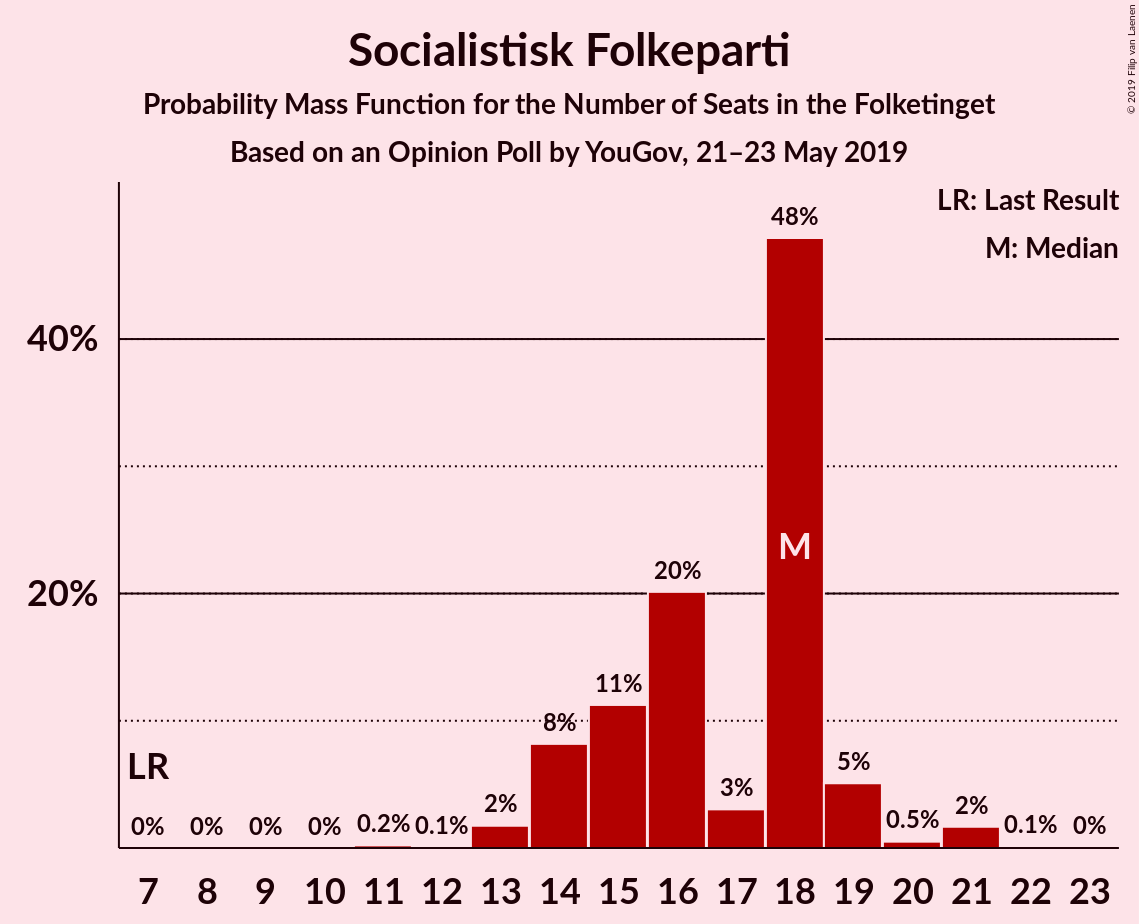 Socialistisk Folkeparti
Probability Mass Function for the Number of Seats in the Folketinget
Based on an Opinion Poll by YouGov, 21–23 May 2019
© 2019 Filip van Laenen
LR: Last Result
M: Median
48%
40%
M
20%
20%
11%
8%
LR
5%
3%
2%
2%
0% 0% 0% 0% 0.2% 0.1% 0.5% 0.1% 0%
7 8 9 10 11 12 13 14 15 16 17 18 19 20 21 22 23